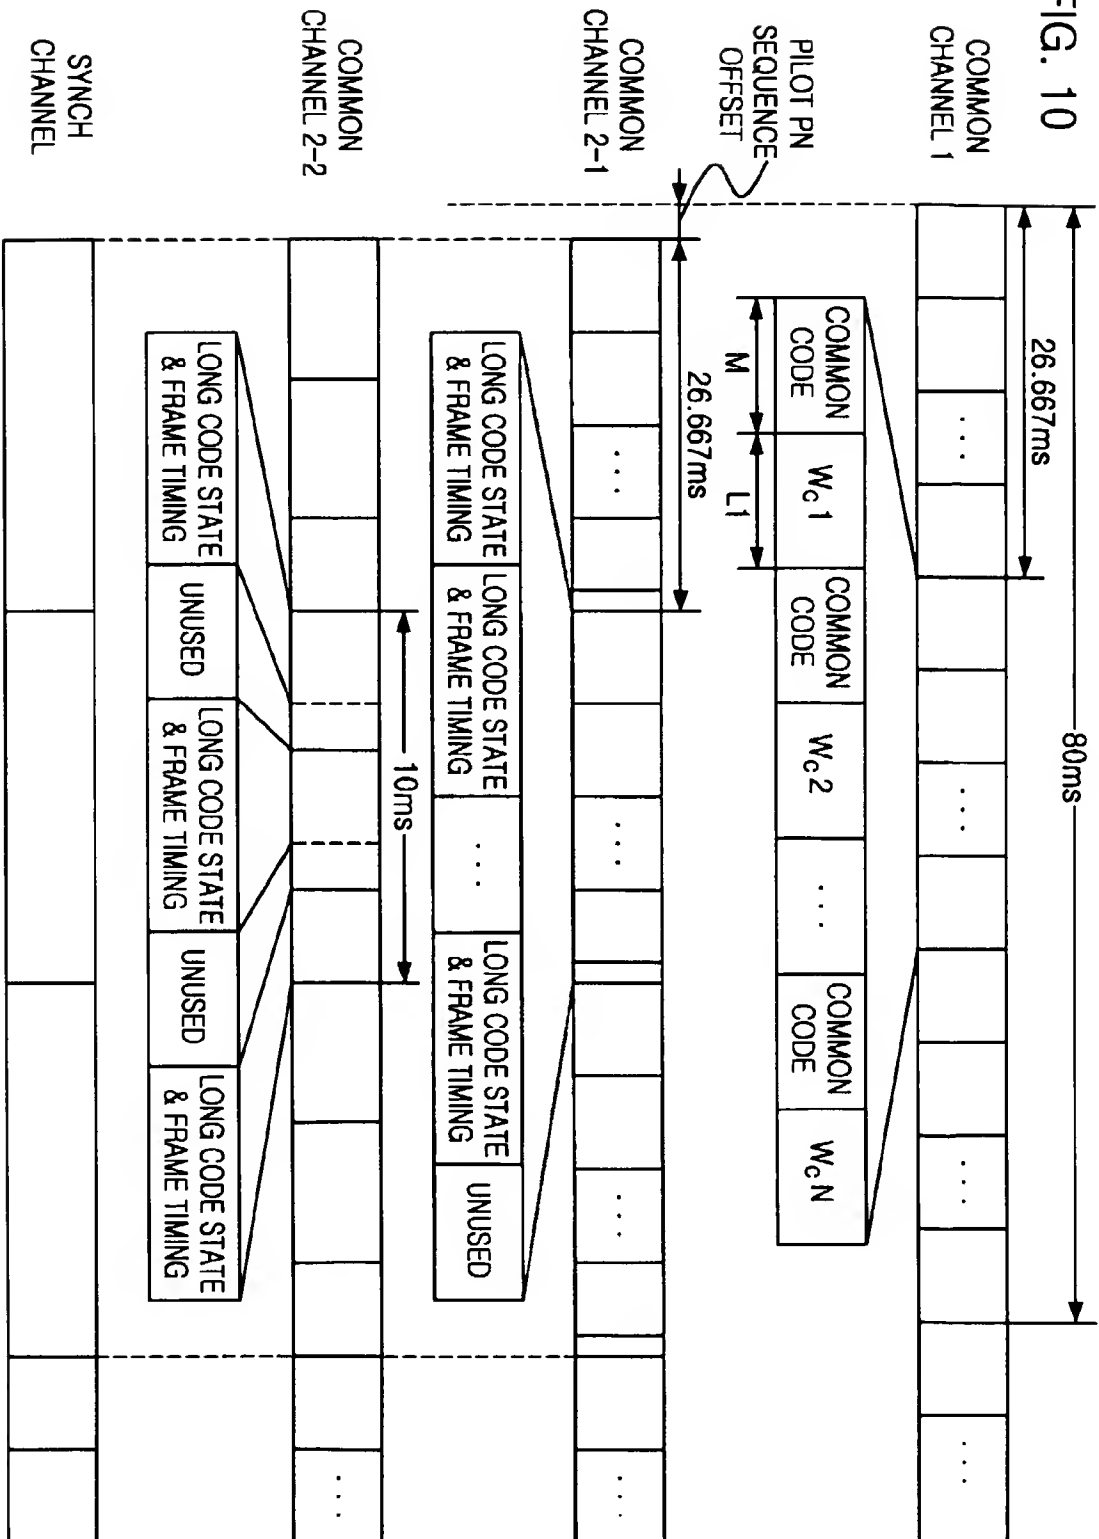 FIG. 10
80ms
26.667ms
COMMON
CHANNEL 1
...
...
...
...
COMMON
CODE
Wc1
COMMON
CODE
Wc2
...
COMMON
CODE
WcN
M
L1
PILOT PN
SEQUENCE
OFFSET
26.667ms
COMMON
CHANNEL 2-1
...
...
...
...
LONG CODE STATE
& FRAME TIMING
LONG CODE STATE
& FRAME TIMING
...
LONG CODE STATE
& FRAME TIMING
UNUSED
10ms
COMMON
CHANNEL 2-2
...
LONG CODE STATE
& FRAME TIMING
UNUSED
LONG CODE STATE
& FRAME TIMING
UNUSED
LONG CODE STATE
& FRAME TIMING
SYNCH
CHANNEL